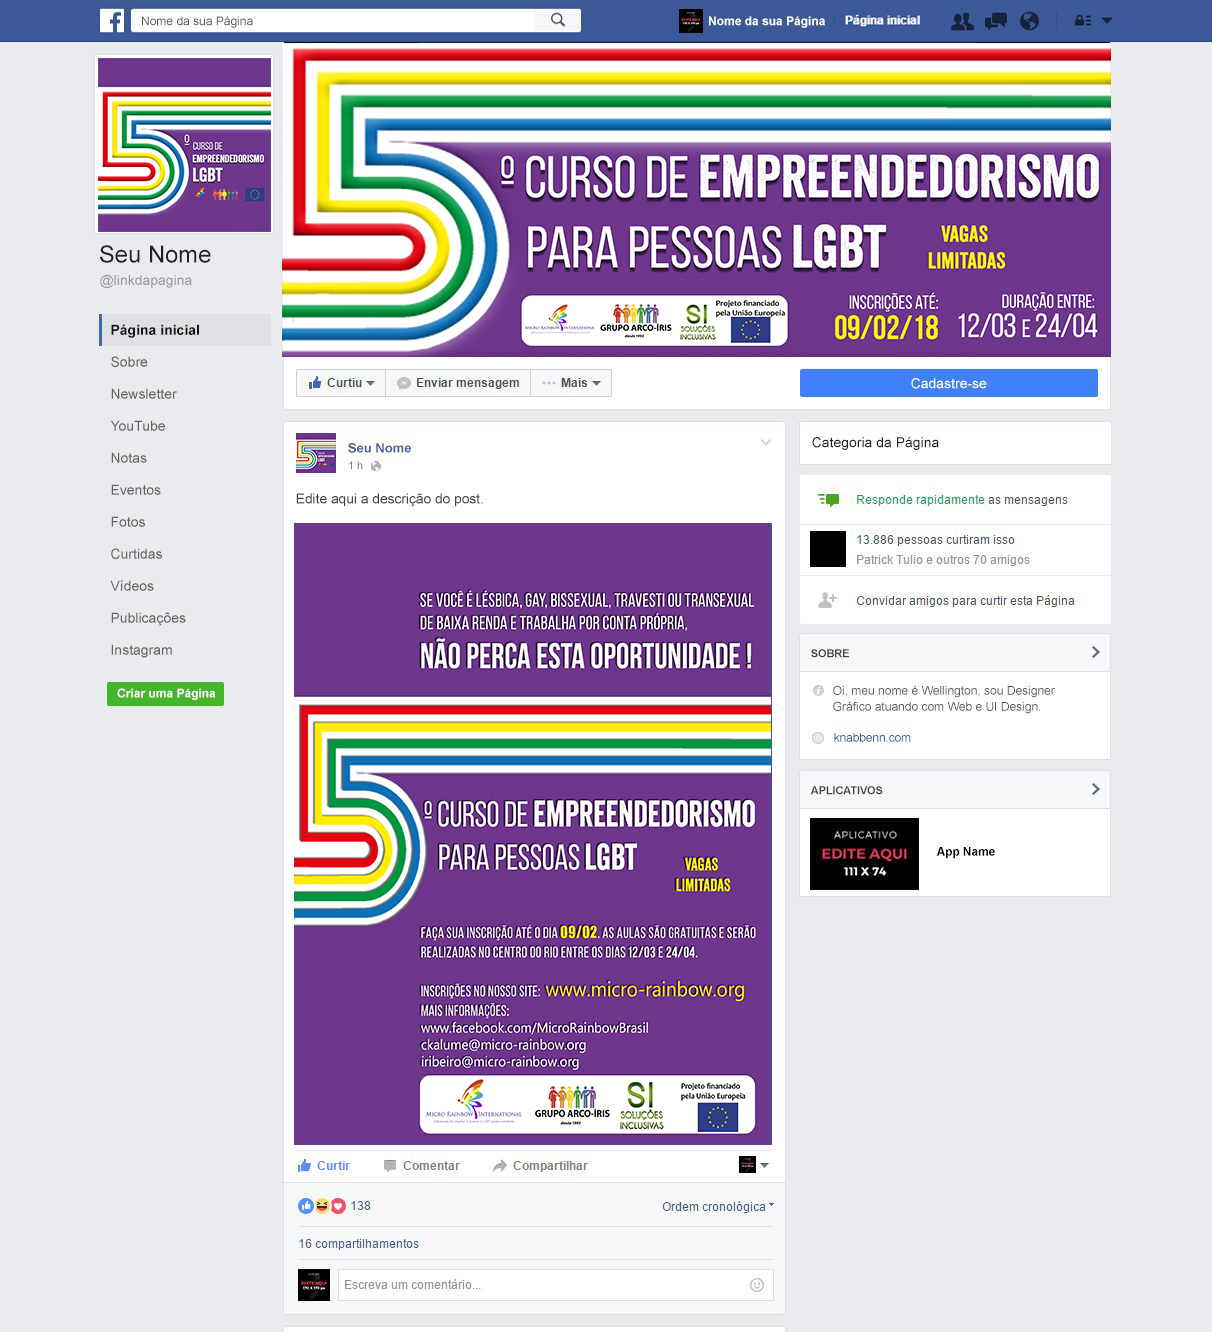 Nome da sua Página
Nome da sua Página
Página inicial
5º CURSO DE
EMPREENDEDORISMO
LGBT
Seu Nome
@linkdapagina
Página inicial
Sobre
Newsletter
YouTube
Notas
Eventos
Fotos
Curtidas
Vídeos
Publicações
Instagram
Criar uma Página
5º CURSO DE EMPREENDEDORISMO
PARA PESSOAS LGBT
VAGAS
LIMITADAS
MICRO RAINBOW INTERNATIONAL
GRUPO ARCO-ÍRIS
desde 1993
SI
SOLUÇÕES
INCLUSIVAS
Projeto financiado
pela União Europeia
INSCRIÇÕES ATÉ:
09/02/18
DURAÇÃO ENTRE:
12/03 E 24/04
Curtiu
Enviar mensagem
Mais
Cadastre-se
Seu Nome
1 h
Edite aqui a descrição do post.
SE VOCÊ É LÉSBICA, GAY, BISSEXUAL, TRAVESTI OU TRANSEXUAL
DE BAIXA RENDA E TRABALHA POR CONTA PRÓPRIA,
NÃO PERCA ESTA OPORTUNIDADE !
5º CURSO DE EMPREENDEDORISMO
PARA PESSOAS LGBT
VAGAS
LIMITADAS
FAÇA SUA INSCRIÇÃO ATÉ O DIA 09/02. AS AULAS SÃO GRATUITAS E SERÃO
REALIZADAS NO CENTRO DO RIO ENTRE OS DIAS 12/03 E 24/04.
INSCRIÇÕES NO NOSSO SITE: www.micro-rainbow.org
MAIS INFORMAÇÕES:
www.facebook.com/MicroRainbowBrasil
ckalume@micro-rainbow.org
iribeiro@micro-rainbow.org
MICRO RAINBOW INTERNATIONAL
GRUPO ARCO-ÍRIS
desde 1993
SI
SOLUÇÕES
INCLUSIVAS
Projeto financiado
pela União Europeia
Curtir
Comentar
Compartilhar
138
Ordem cronológica
16 compartilhamentos
EDITE AQUI
170 X 170 px
Escreva um comentário...
Categoria da Página
Responde rapidamente as mensagens
13.886 pessoas curtiram isso
Patrick Tulio e outros 70 amigos
Convidar amigos para curtir esta Página
SOBRE
Oi, meu nome é Wellington, sou Designer
Gráfico atuando com Web e UI Design.
knabbenn.com
APLICATIVOS
APLICATIVO
EDITE AQUI
111 X 74
App Name